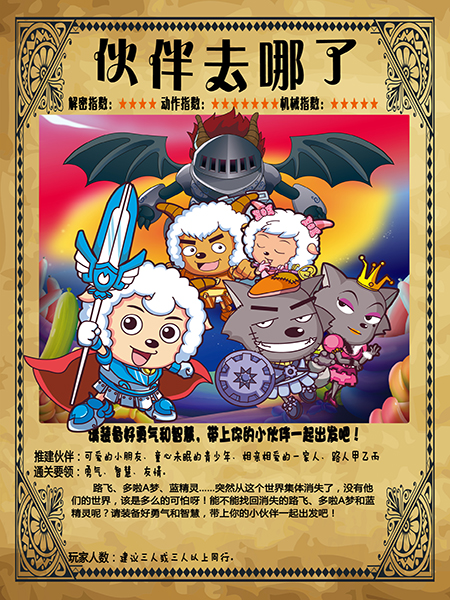 伙伴去哪了
解密指数：★★★★ 动作指数：★★★★★★★机械指数：★★★★★
请装备好勇气和智慧，带上你的小伙伴一起出发吧！
推建伙伴：可爱的小朋友，童心未眠的青少年，相亲相爱的一家人，路人甲乙丙
通关要领：勇气，智慧，友情。
路飞、多啦A梦、蓝精灵......突然从这个世界集体消失了，没有他
们的世界，该是多么的可怕呀！能不能找回消失的路飞、多啦A梦和蓝
精灵呢？请装备好勇气和智慧，带上你的小伙伴一起出发吧！
玩家人数：建议三人或三人以上同行。